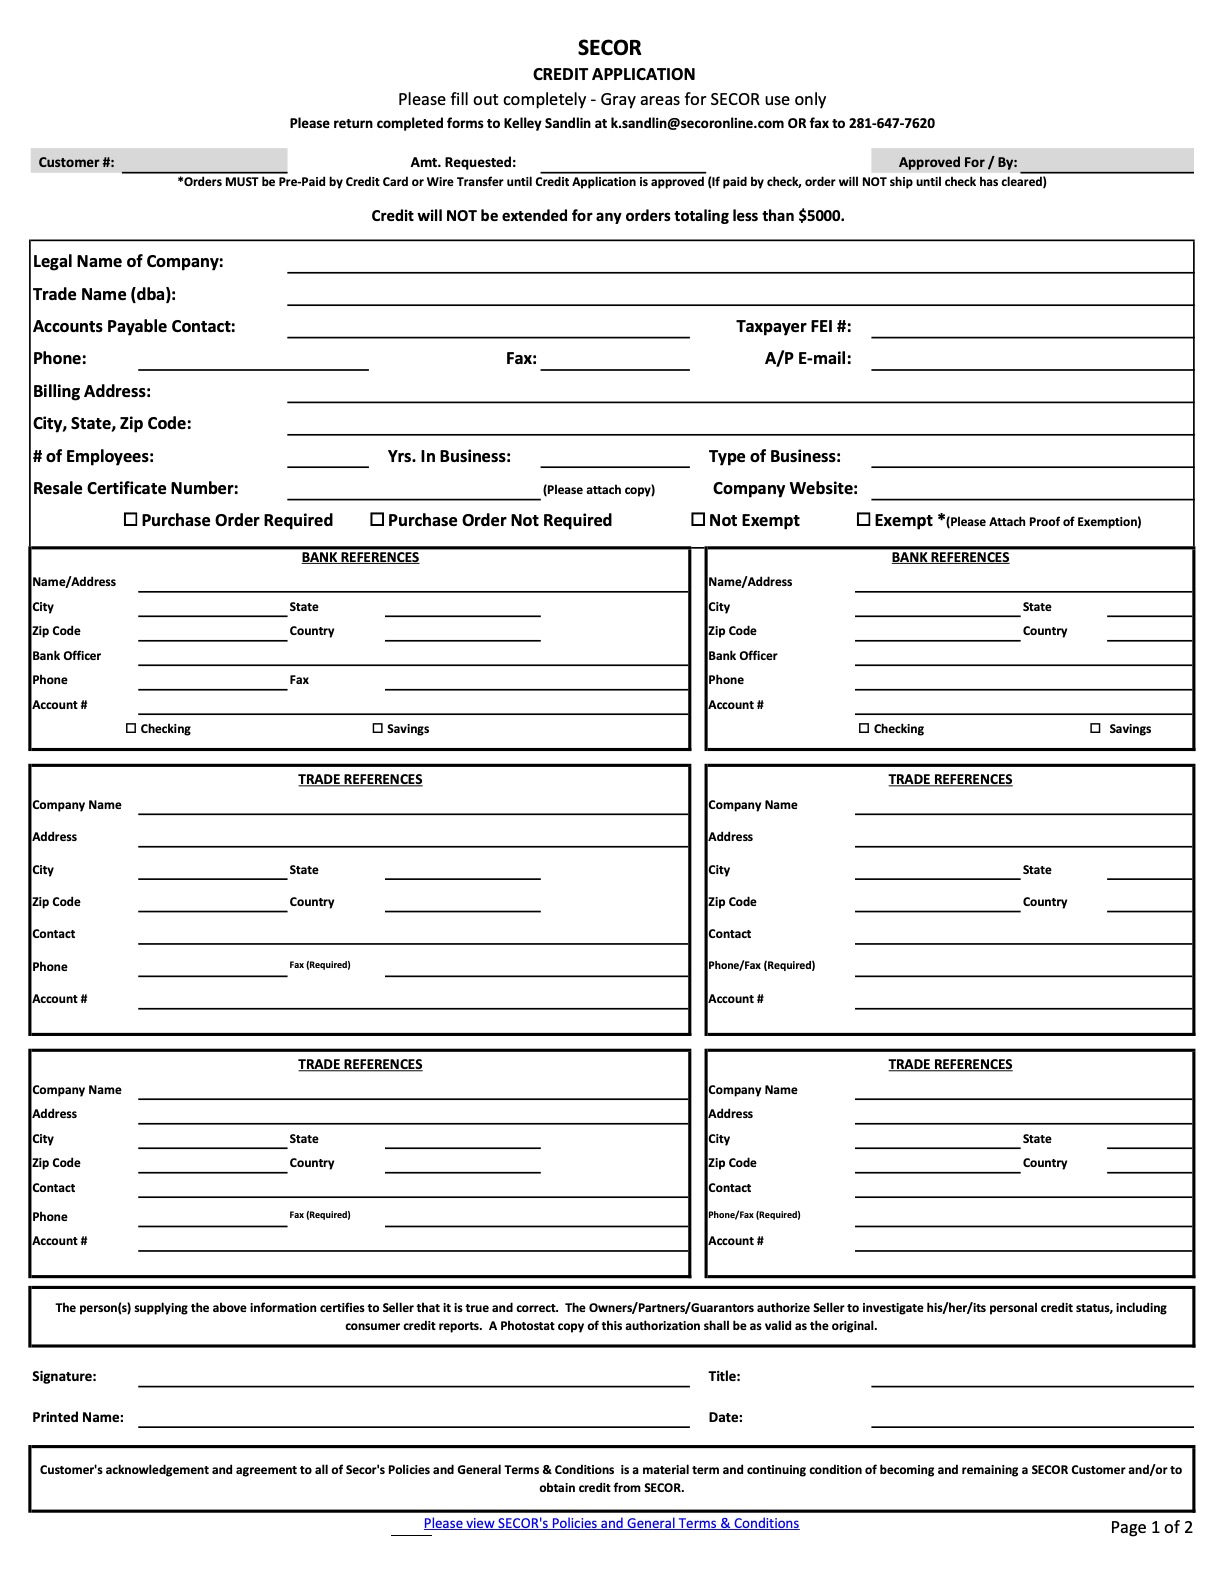 SECOR
CREDIT APPLICATION
Please fill out completely - Gray areas for SECOR use only
Please return completed forms to Kelley Sandlin at k.sandlin@secoronline.com OR fax to 281-647-7620
Customer #: Amt. Requested: Approved For / By:
*Orders MUST be Pre-Paid by Credit Card or Wire Transfer until Credit Application is approved (If paid by check, order will NOT ship until check has cleared)
Credit will NOT be extended for any orders totaling less than $5000.
Legal Name of Company:
Trade Name (dba):
Accounts Payable Contact: Taxpayer FEI #:
Phone: Fax: A/P E-mail:
Billing Address:
City, State, Zip Code:
# of Employees: Yrs. In Business: Type of Business:
Resale Certificate Number: (Please attach copy) Company Website:
☐ Purchase Order Required ☐ Purchase Order Not Required ☐ Not Exempt ☐ Exempt *(Please Attach Proof of Exemption)
BANK REFERENCES
Name/Address
City State
Zip Code Country
Bank Officer
Phone Fax
Account #
☐ Checking ☐ Savings
BANK REFERENCES
Name/Address
City State
Zip Code Country
Bank Officer
Phone
Account #
☐ Checking ☐ Savings
TRADE REFERENCES
Company Name
Address
City State
Zip Code Country
Contact
Phone Fax (Required)
Account #
TRADE REFERENCES
Company Name
Address
City State
Zip Code Country
Contact
Phone/Fax (Required)
Account #
TRADE REFERENCES
Company Name
Address
City State
Zip Code Country
Contact
Phone Fax (Required)
Account #
TRADE REFERENCES
Company Name
Address
City State
Zip Code Country
Contact
Phone/Fax (Required)
Account #
The person(s) supplying the above information certifies to Seller that it is true and correct. The Owners/Partners/Guarantors authorize Seller to investigate his/her/its personal credit status, including
consumer credit reports. A Photostat copy of this authorization shall be as valid as the original.
Signature: Title:
Printed Name: Date:
Customer's acknowledgement and agreement to all of Secor's Policies and General Terms & Conditions is a material term and continuing condition of becoming and remaining a SECOR Customer and/or to
obtain credit from SECOR.
Please view SECOR's Policies and General Terms & Conditions
Page 1 of 2